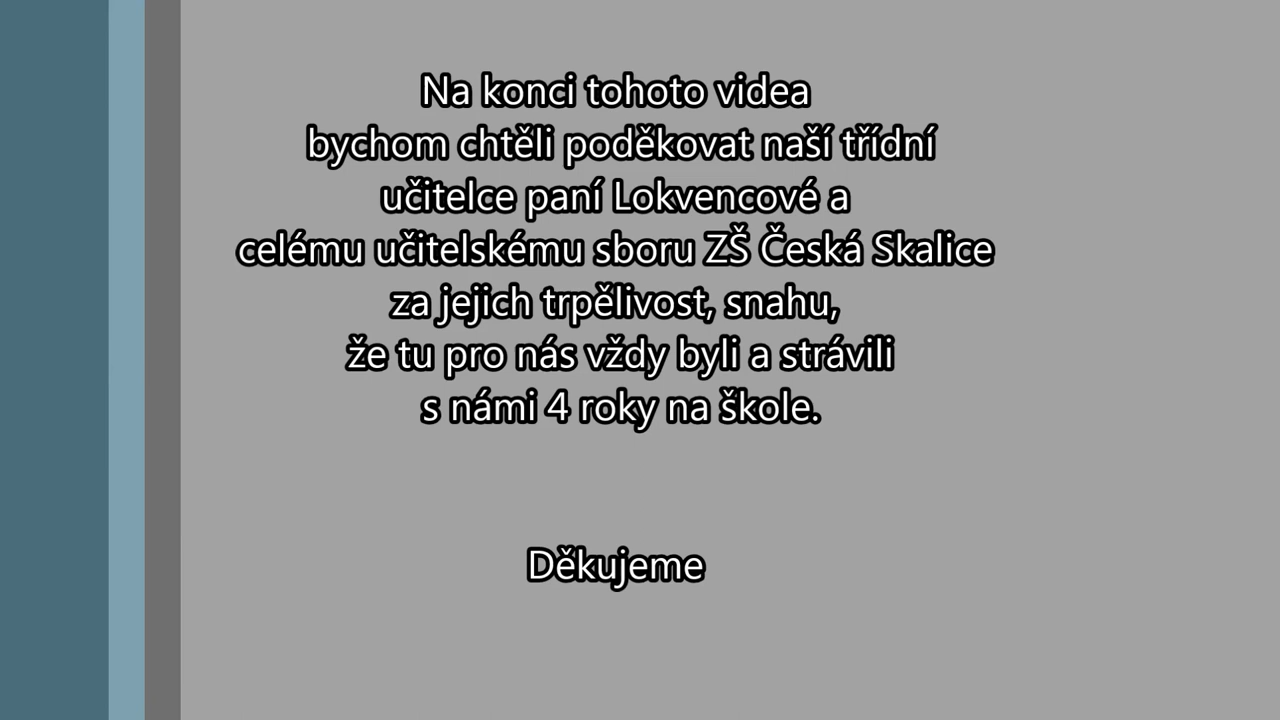 Na konci tohoto videa
bychom chtěli poděkovat naší třídní
učitelce paní Lokvencové a
celému učitelskému sboru ZŠ Česká Skalice
za jejich trpělivost, snahu,
že tu pro nás vždy byli a strávili
s námi 4 roky na škole.
Děkujeme